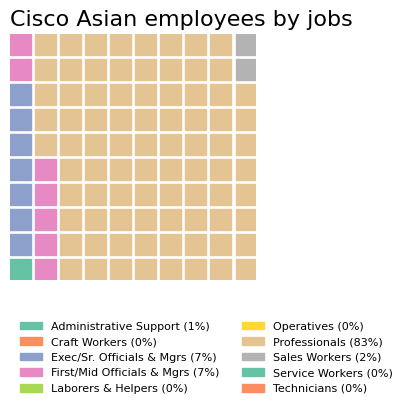 Cisco Asian employees by jobs
Administrative Support (1%)
Craft Workers (0%)
Exec/Sr. Officials & Mgrs (7%)
First/Mid Officials & Mgrs (7%)
Laborers & Helpers (0%)
Operatives (0%)
Professionals (83%)
Sales Workers (2%)
Service Workers (0%)
Technicians (0%)